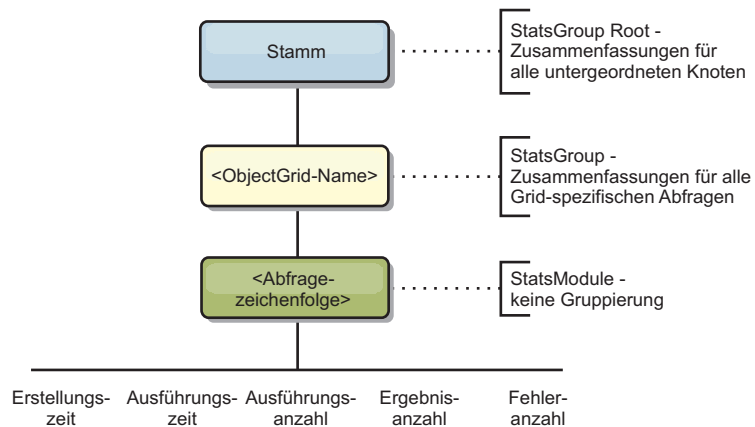 Stamm
StatsGroup Root -
Zusammenfassungen für
alle untergeordneten Knoten
<ObjectGrid-Name>
StatsGroup -
Zusammenfassungen für alle
Grid-spezifischen Abfragen
<Abfrage-
zeichenfolge>
StatsModule -
keine Gruppierung
Erstellungs-
zeit
Ausführungs-
zeit
Ausführungs-
anzahl
Ergebnis-
anzahl
Fehler-
anzahl